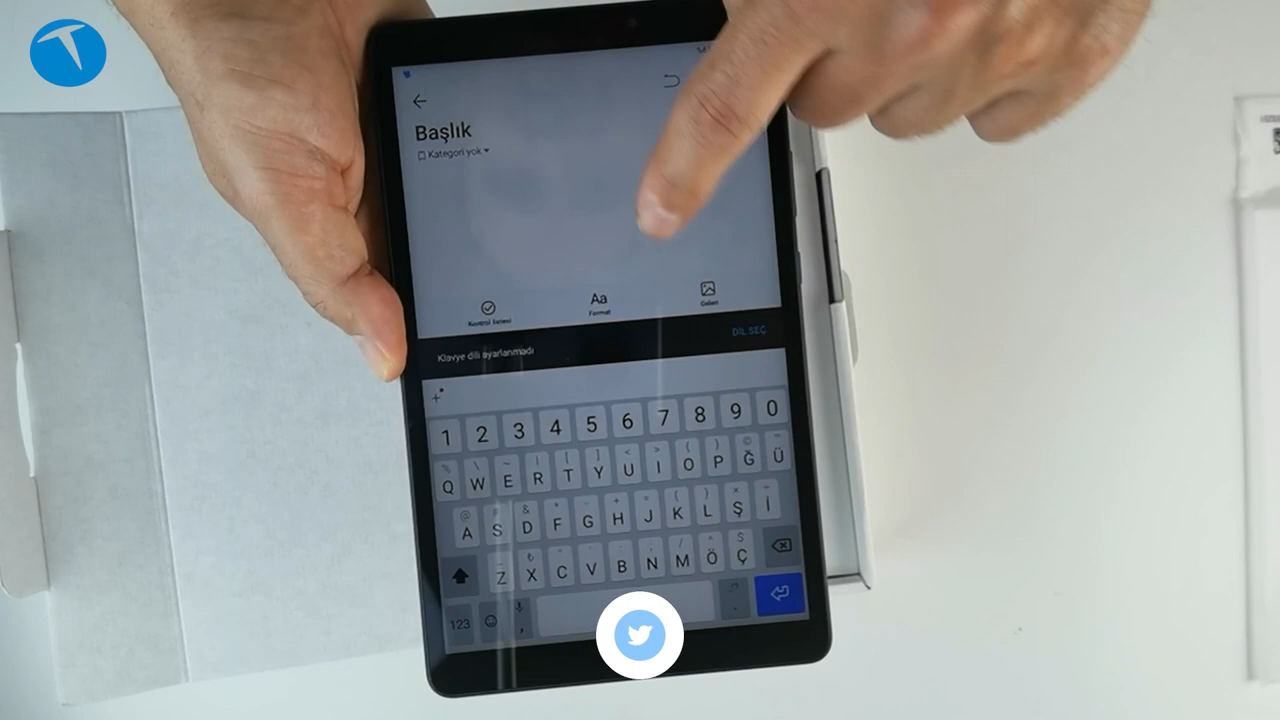 Başlık
Kategori yok
Kontrol listesi
Aa
Format
Galeri
Klavye dili ayarlanmadı
DİL SEÇ
1 2 3 4 5 6 7 8 9 0
Q W E R T Y U I O P Ğ Ü
A S D F G H J K L Ş İ
Z X C V B N M Ö Ç
123